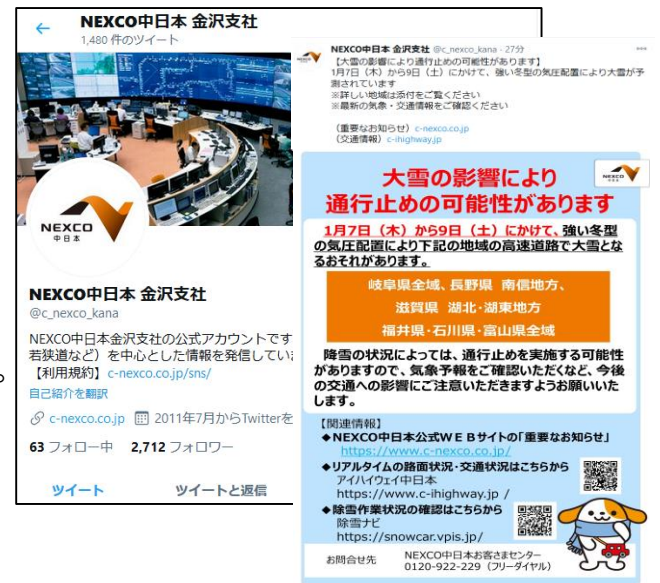 NEXCO中日本 金沢支社
1,480 件のツイート
NEXCO
中日本
NEXCO中日本 金沢支社
@c_nexco_kana
NEXCO中日本金沢支社の公式アカウントです
若狭道など）を中心とした情報を発信してい
【利用規約】c-nexco.co.jp/sns/
自己紹介を翻訳
c-nexco.co.jp 2011年7月からTwitterを
63 フォロー中 2,712 フォロワー
ツイート ツイートと返信
。
NEXCO中日本 金沢支社 @c_nexco_kana・27分
【大雪の影響により通行止めの可能性があります】
1月7日（木）から9日（土）にかけて、強い冬型の気圧配置により大雪が予
測されています
※詳しい地域は添付をご覧ください
※最新の気象・交通情報をご確認ください
（重要なお知らせ）c-nexco.co.jp
（交通情報）c-ihighway.jp
大雪の影響により
通行止めの可能性があります
1月7日（木）から9日（土）にかけて、強い冬型
の気圧配置により下記の地域の高速道路で大雪とな
るおそれがあります。
岐阜県全域、長野県 南信地方、
滋賀県 湖北・湖東地方
福井県・石川県・富山県全域
降雪の状況によっては、通行止めを実施する可能性
がありますので、気象予報をご確認いただくなど、今後
の交通への影響にご注意いただきますようお願いいた
します。
【関連情報】
◆NEXCO中日本公式ＷＥＢサイトの「重要なお知らせ」
https://www.c-nexco.co.jp/
◆リアルタイムの路面状況・交通状況はこちらから
アイハイウェイ中日本
https://www.c-ihighway.jp /
◆除雪作業状況の確認はこちらから
除雪ナビ
https://snowcar.vpis.jp/
お問合せ先 NEXCO中日本お客さまセンター
0120-922-229（フリーダイヤル）